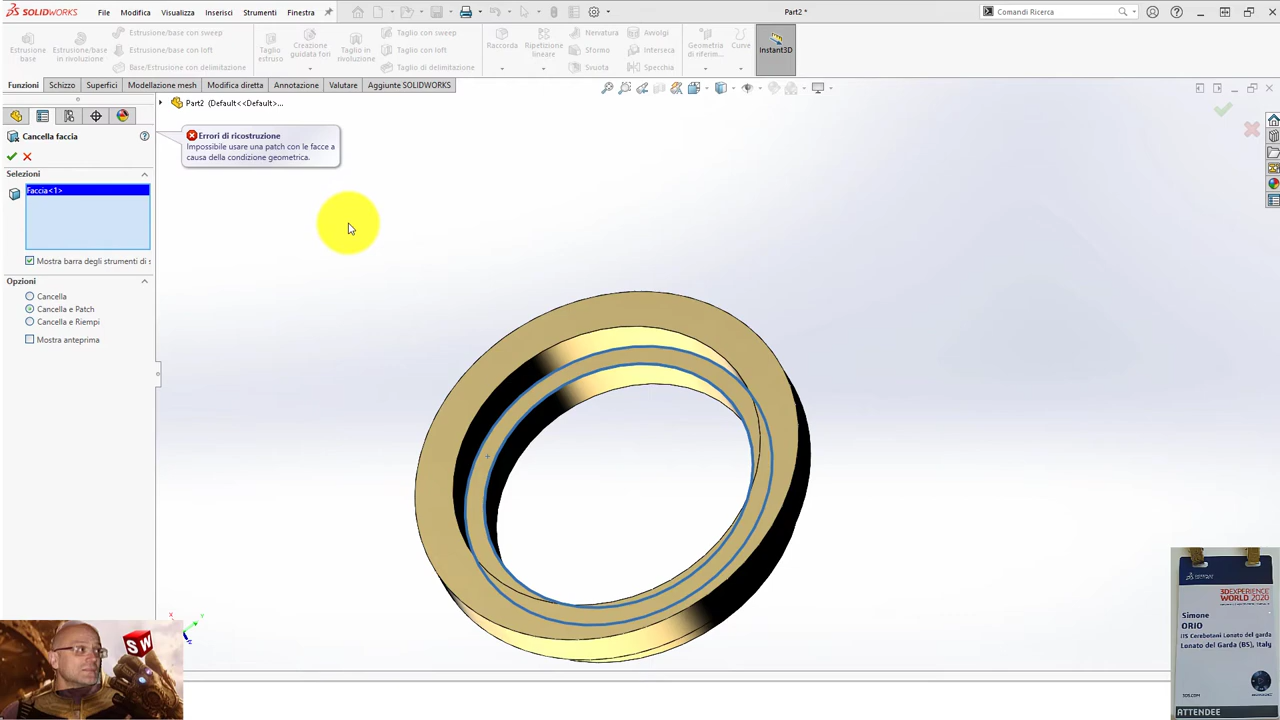 SOLIDWORKS File Modifica Visualizza Inserisci Strumenti Finestra Part2 * Comandi Ricerca
Estrusione base
Estrusione/base in rivoluzione
Estrusione/base con sweep
Estrusione/base con loft
Base/Estrusione con delimitazione
Taglio estruso
Creazione guidata fori
Taglio in rivoluzione
Taglio con sweep
Taglio con loft
Taglio di delimitazione
Raccorda
Ripetizione lineare
Nervatura
Sforma
Svuota
Avvolgi
Interseca
Specchia
Geometria di riferim...
Curve
Instant3D
Funzioni Schizzo Superfici Modellazione mesh Modifica diretta Annotazione Valutare Aggiunte SOLIDWORKS
Part2 (Default<<Default>...
Cancella faccia
Errori di ricostruzione
Impossibile usare una patch con le facce a
causa della condizione geometrica.
Selezioni
Faccia<1>
Mostra barra degli strumenti di s
Opzioni
Cancella
Cancella e Patch
Cancella e Riempi
Mostra anteprima
SW
3DEXPERIENCE
WORLD 2020
Simone
ORIO
IIS Cerebotani Lonato del garda
Lonato del Garda (BS), Italy
3DS.COM
ATTENDEE